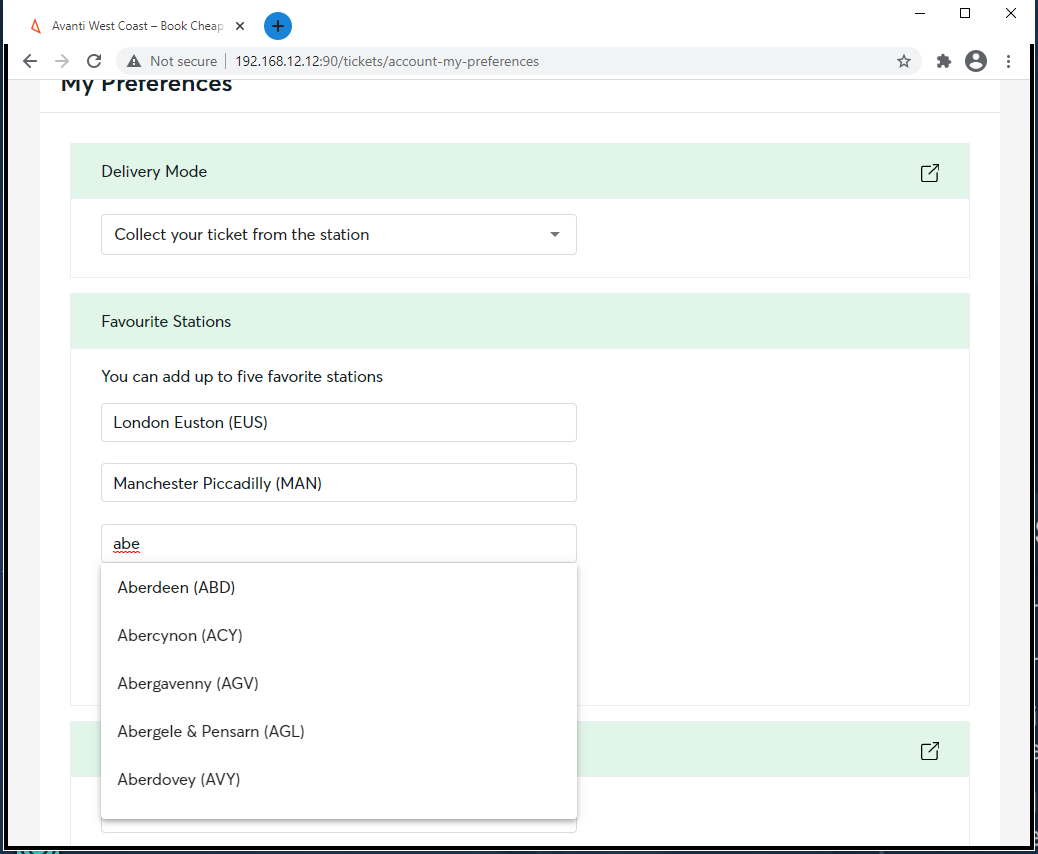 Avanti West Coast – Book Cheap
Not secure
192.168.12.12:90/tickets/account-my-preferences
My Preferences
Delivery Mode
Collect your ticket from the station
Favourite Stations
You can add up to five favorite stations
London Euston (EUS)
Manchester Piccadilly (MAN)
abe
Aberdeen (ABD)
Abercynon (ACY)
Abergavenny (AGV)
Abergele & Pensarn (AGL)
Aberdovey (AVY)